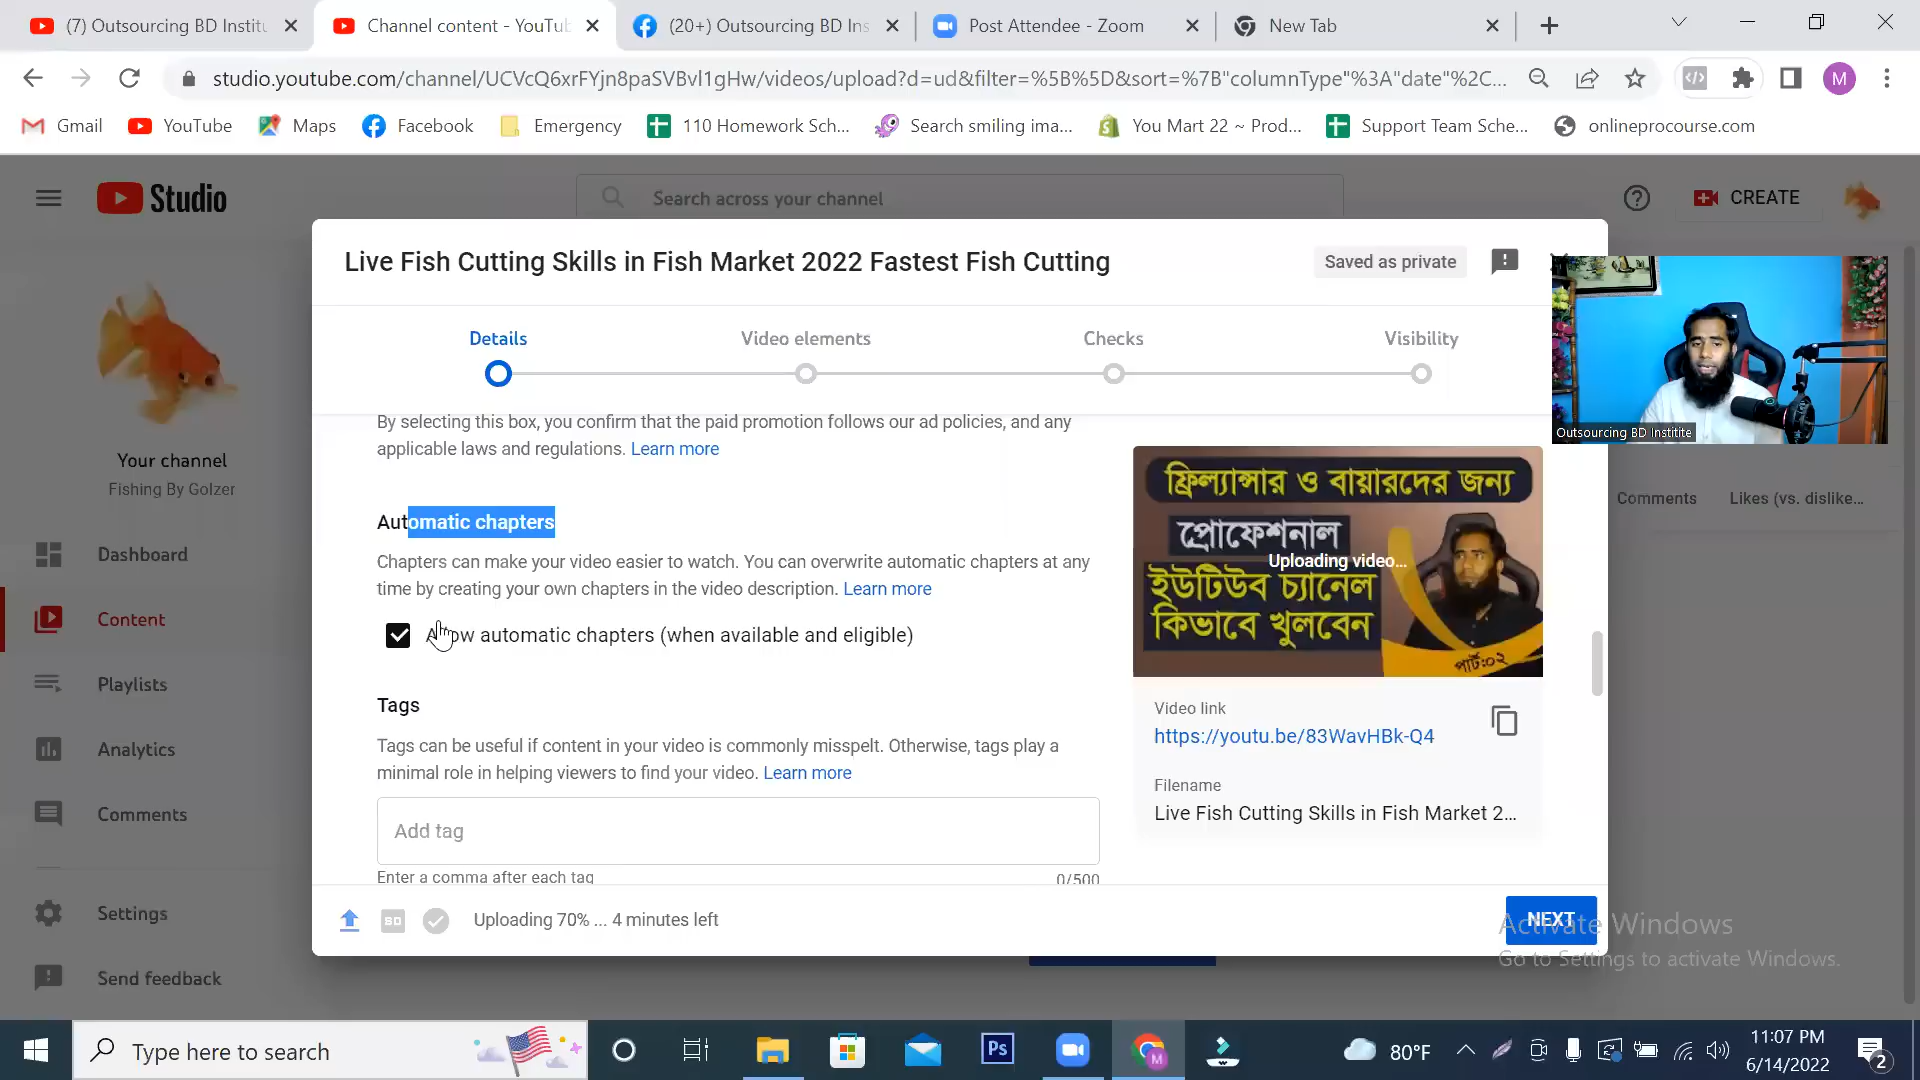 (7) Outsourcing BD Institu
Channel content - YouTub
(20+) Outsourcing BD Ins
Post Attendee - Zoom
New Tab
studio.youtube.com/channel/UCVcQ6xrFYjn8paSVBvl1gHw/videos/upload?d=ud&filter=%5B%5D&sort=%7B"columnType"%3A"date"%2C...
M
Gmail
YouTube
Maps
Facebook
Emergency
110 Homework Sch...
Search smiling ima...
You Mart 22 ~ Prod...
Support Team Sche...
onlineprocourse.com
Studio
Search across your channel
CREATE
Live Fish Cutting Skills in Fish Market 2022 Fastest Fish Cutting
Saved as private
Details
Video elements
Checks
Visibility
Outsourcing BD Institite
By selecting this box, you confirm that the paid promotion follows our ad policies, and any
applicable laws and regulations. Learn more
Automatic chapters
Chapters can make your video easier to watch. You can overwrite automatic chapters at any
time by creating your own chapters in the video description. Learn more
Allow automatic chapters (when available and eligible)
Tags
Tags can be useful if content in your video is commonly misspelt. Otherwise, tags play a
minimal role in helping viewers to find your video. Learn more
Add tag
Enter a comma after each tag
0/500
ফ্রিল্যান্সার ও বায়ারদের জন্য
প্রোফেশনাল
Uploading video...
ইউটিউব চ্যানেল
কিভাবে খুলবেন
পার্ট:০২
Video link
https://youtu.be/83WavHBk-Q4
Filename
Live Fish Cutting Skills in Fish Market 2...
Comments
Likes (vs. dislike...
Your channel
Fishing By Golzer
Dashboard
Content
Playlists
Analytics
Comments
Settings
Send feedback
SD
Uploading 70% ... 4 minutes left
NEXT
Activate Windows
Go to Settings to activate Windows.
Type here to search
Ps
M
80°F
11:07 PM
6/14/2022
2